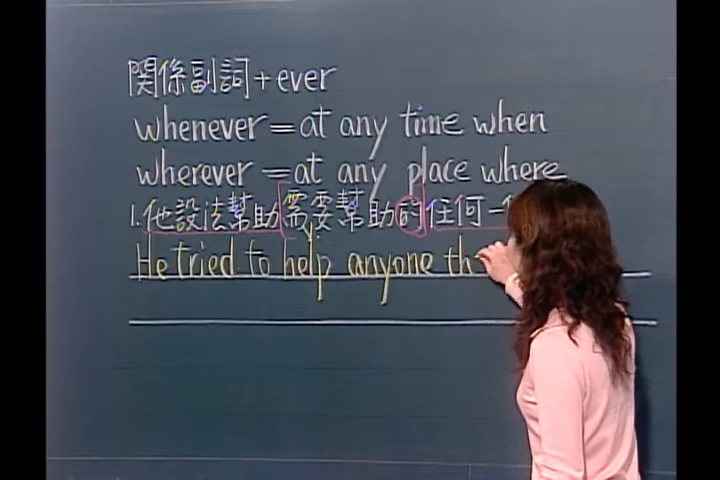 關係副詞+ever
whenever=at any time when
wherever=at any place where
1.他設法幫助需要幫助的任何一
He tried to help anyone th